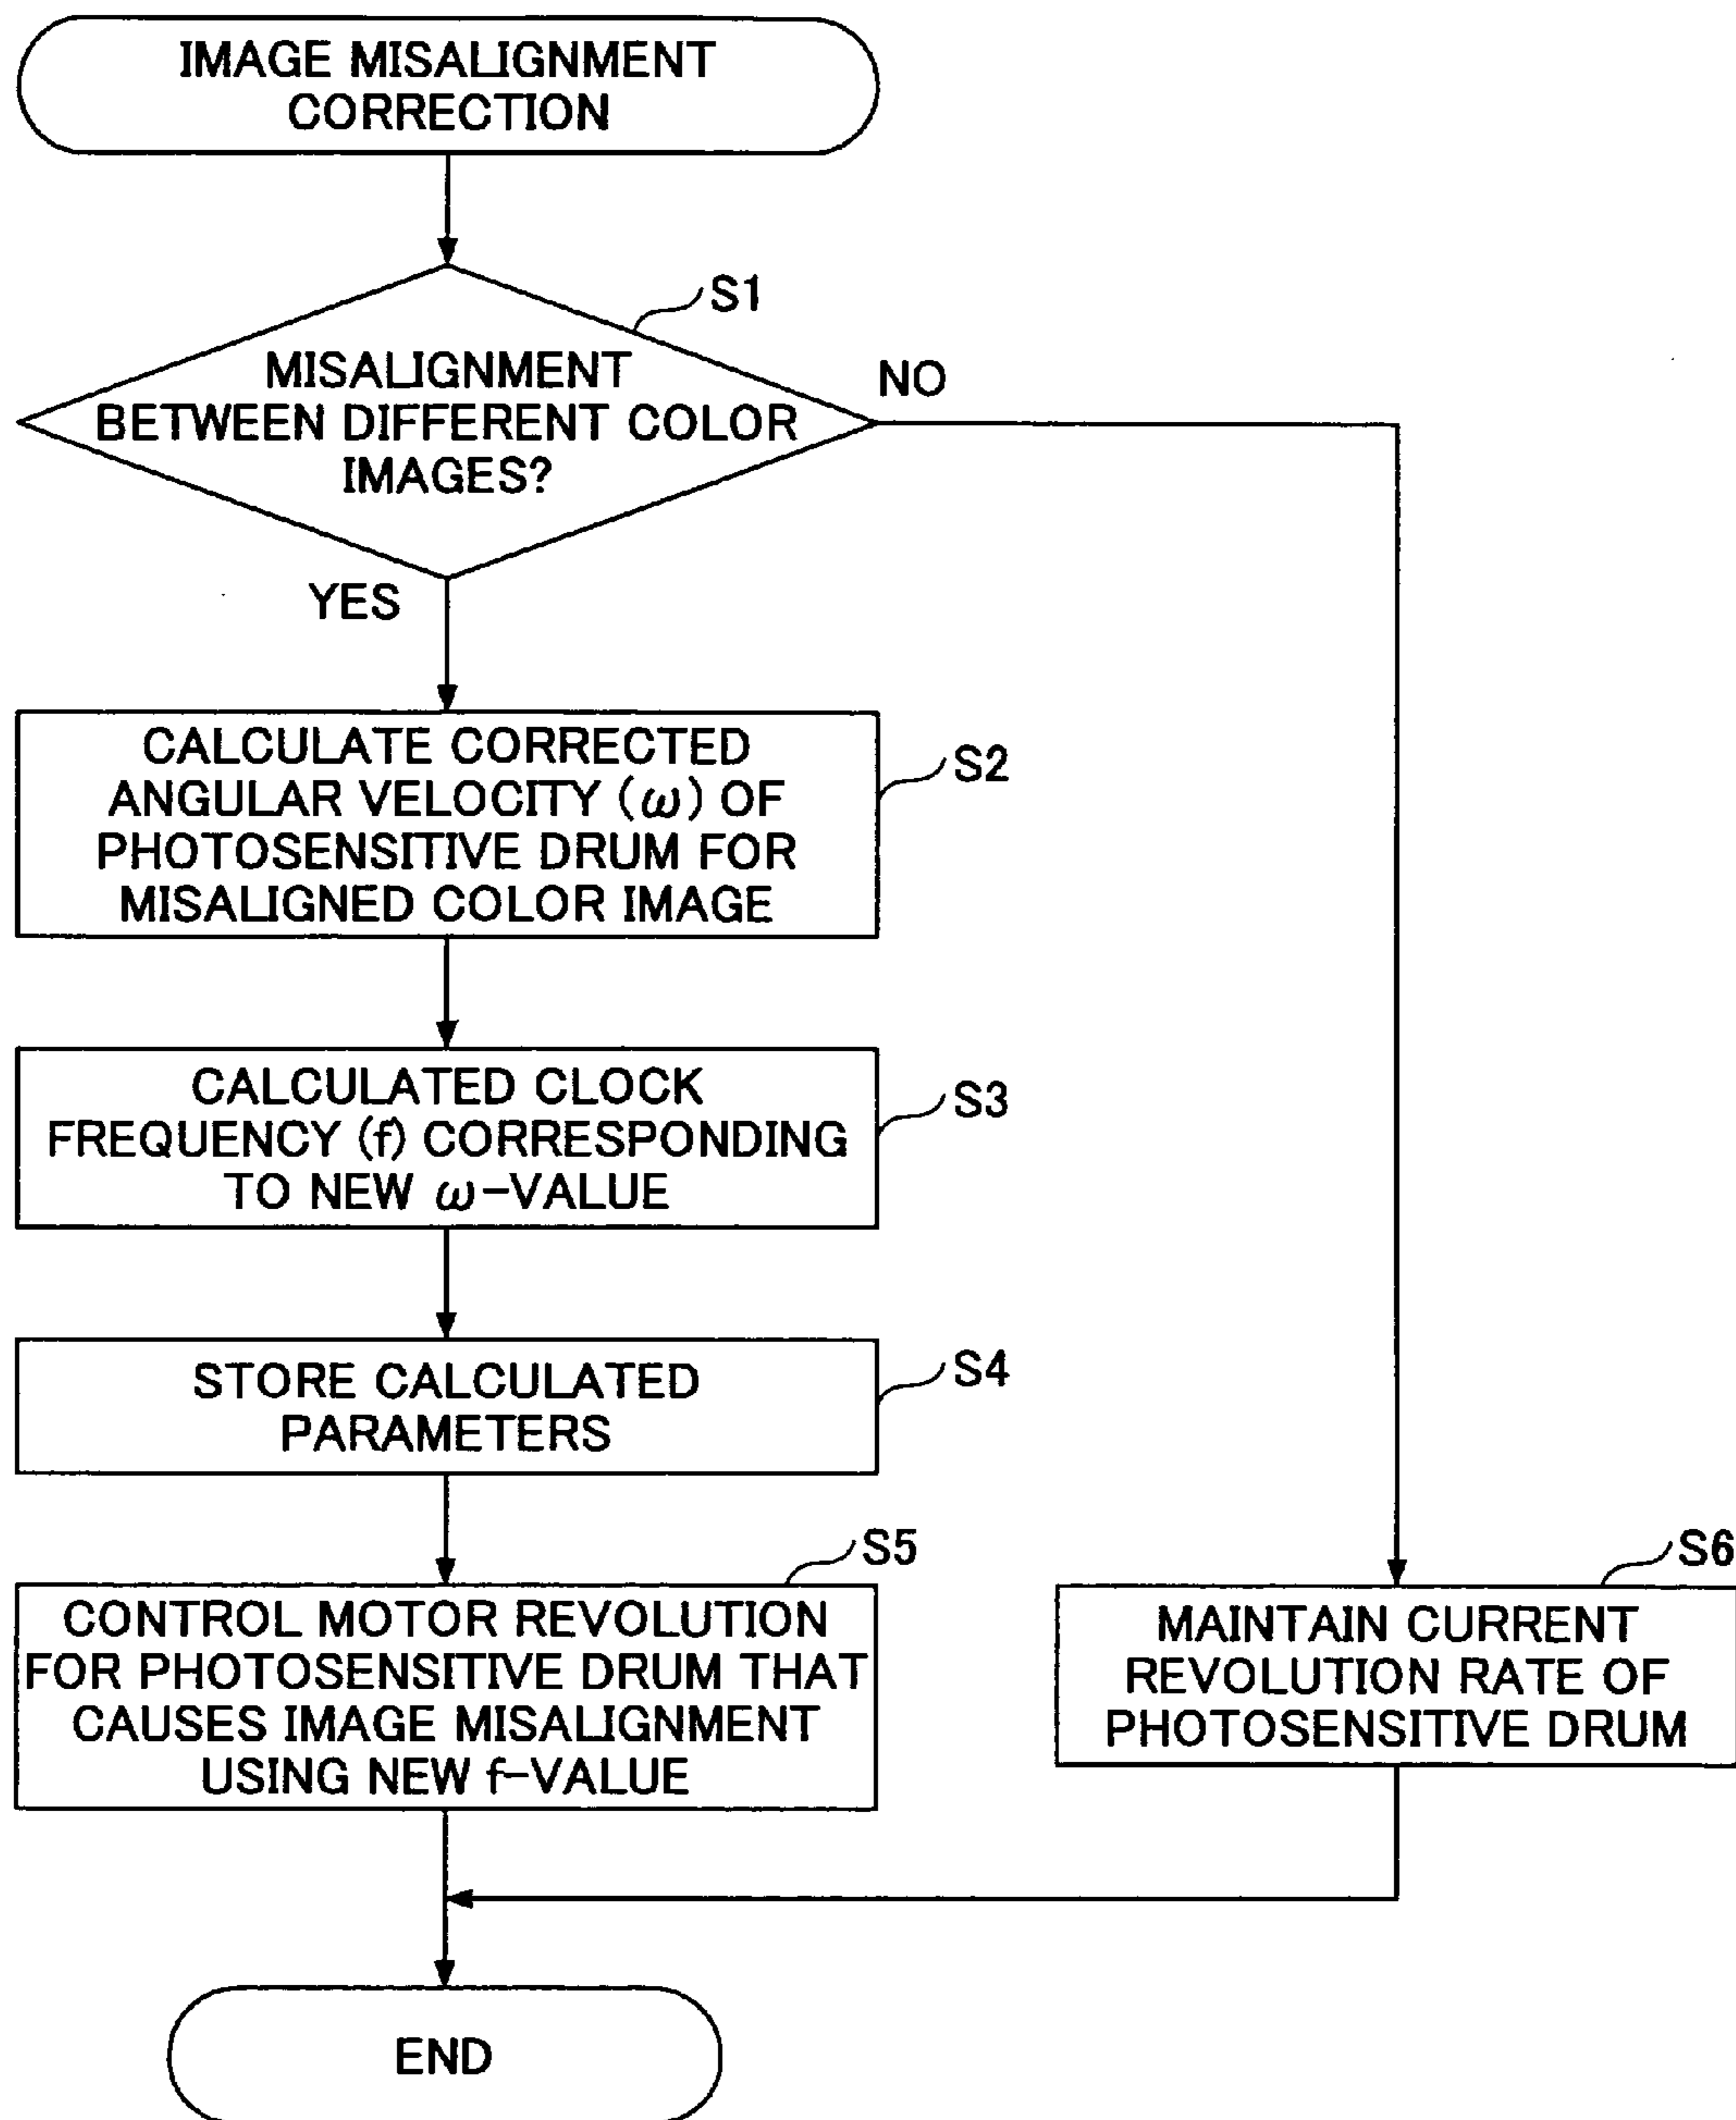 IMAGE MISALIGNMENT
CORRECTION
S1
MISALIGNMENT
BETWEEN DIFFERENT COLOR
IMAGES?
NO
YES
CALCULATE CORRECTED
ANGULAR VELOCITY (ω) OF
PHOTOSENSITIVE DRUM FOR
MISALIGNED COLOR IMAGE
S2
CALCULATED CLOCK
FREQUENCY (f) CORRESPONDING
TO NEW ω-VALUE
S3
STORE CALCULATED
PARAMETERS
S4
CONTROL MOTOR REVOLUTION
FOR PHOTOSENSITIVE DRUM THAT
CAUSES IMAGE MISALIGNMENT
USING NEW f-VALUE
S5
MAINTAIN CURRENT
REVOLUTION RATE OF
PHOTOSENSITIVE DRUM
S6
END